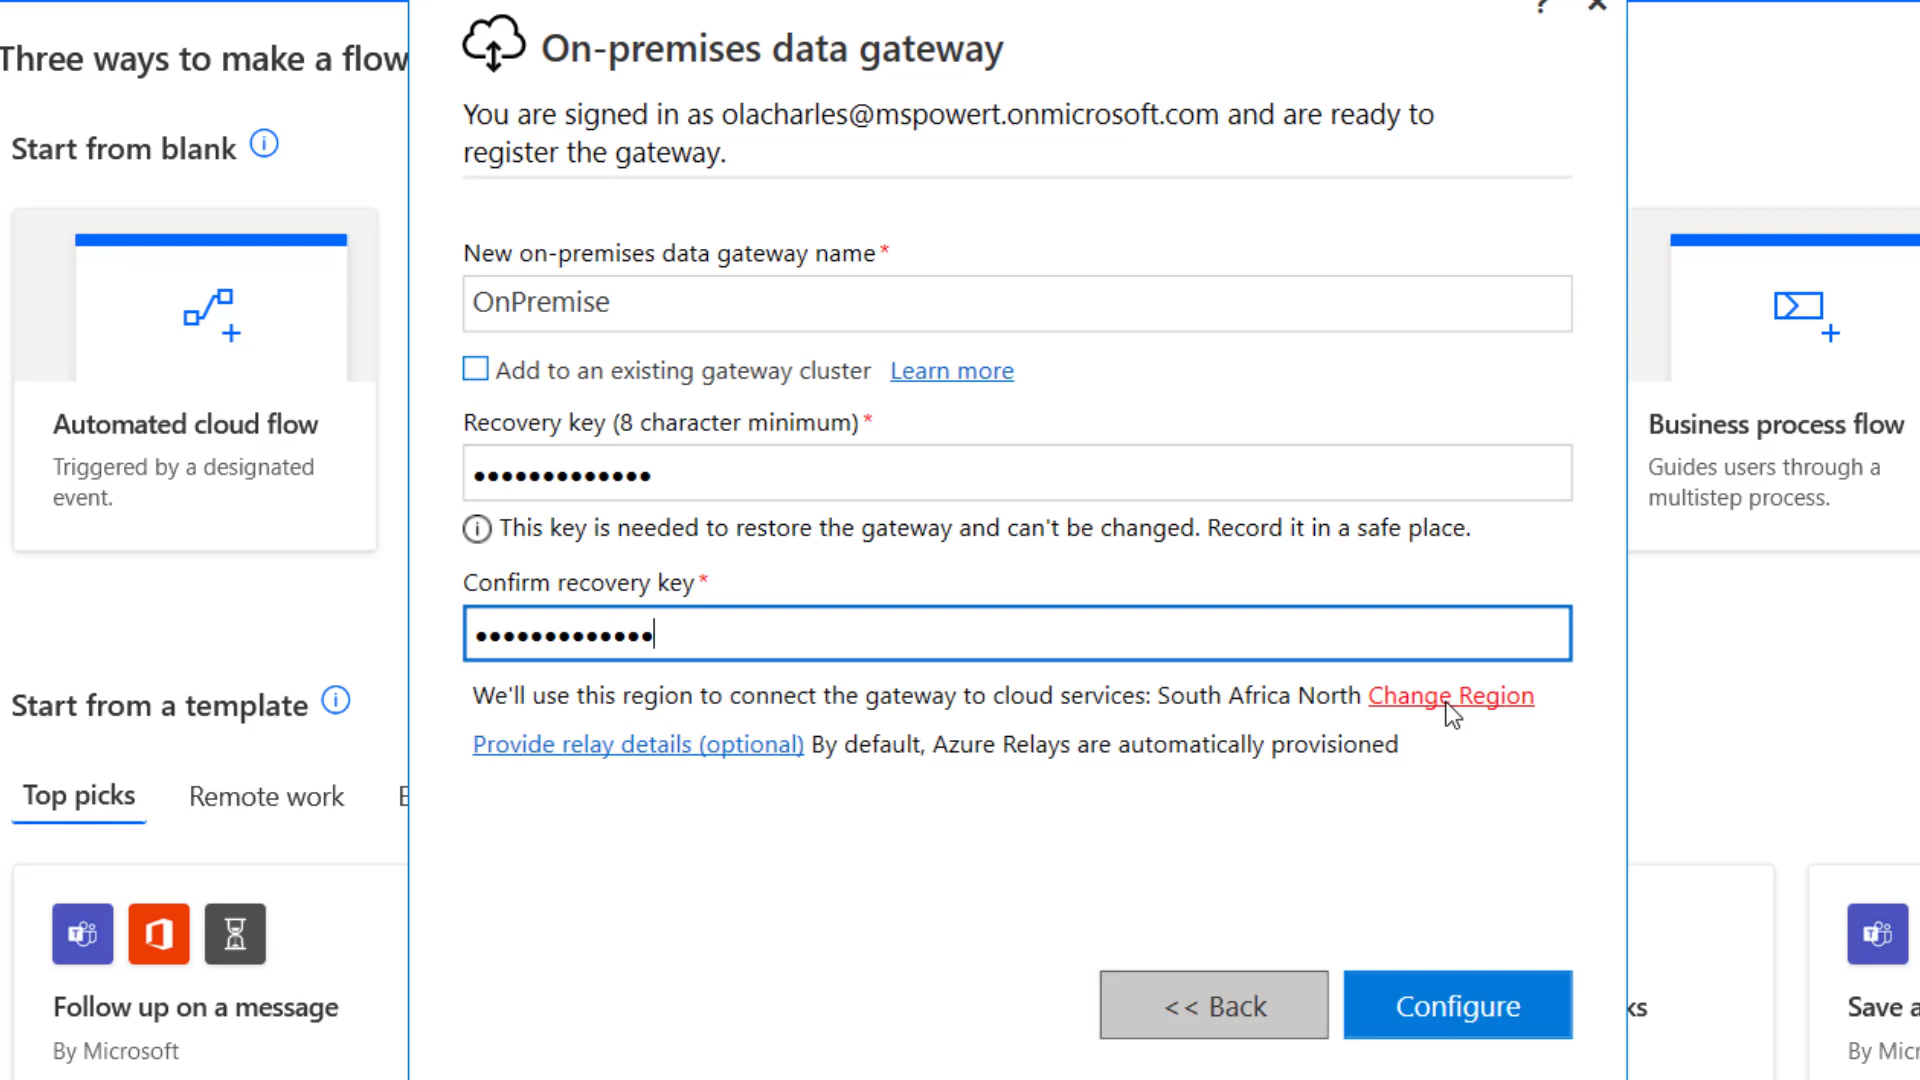 Three ways to make a flow
Start from blank
Automated cloud flow
Triggered by a designated
event.
Start from a template
Top picks
Remote work
Follow up on a message
By Microsoft
?
On-premises data gateway
You are signed in as olacharles@mspowert.onmicrosoft.com and are ready to
register the gateway.
New on-premises data gateway name*
OnPremise
Add to an existing gateway cluster Learn more
Recovery key (8 character minimum)*
•••••••••••••
This key is needed to restore the gateway and can't be changed. Record it in a safe place.
Confirm recovery key*
•••••••••••••
We'll use this region to connect the gateway to cloud services: South Africa North Change Region
Provide relay details (optional) By default, Azure Relays are automatically provisioned
<< Back
Configure
Business process flow
Guides users through a
multistep process.
ks
Save a
By Micr